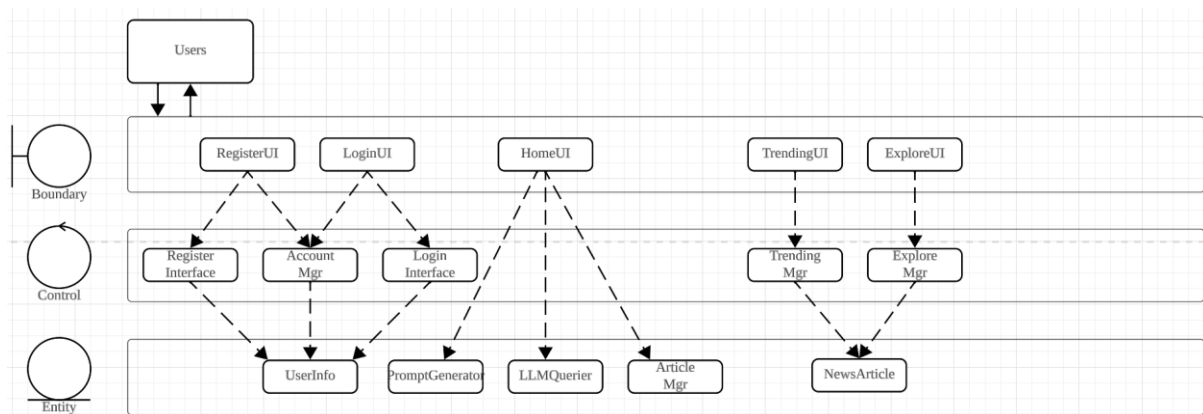 Users
RegisterUI
LoginUI
HomeUI
TrendingUI
ExploreUI
Boundary
Register
Interface
Account
Mgr
Login
Interface
Trending
Mgr
Explore
Mgr
Control
UserInfo
PromptGenerator
LLMQuerier
Article
Mgr
NewsArticle
Entity